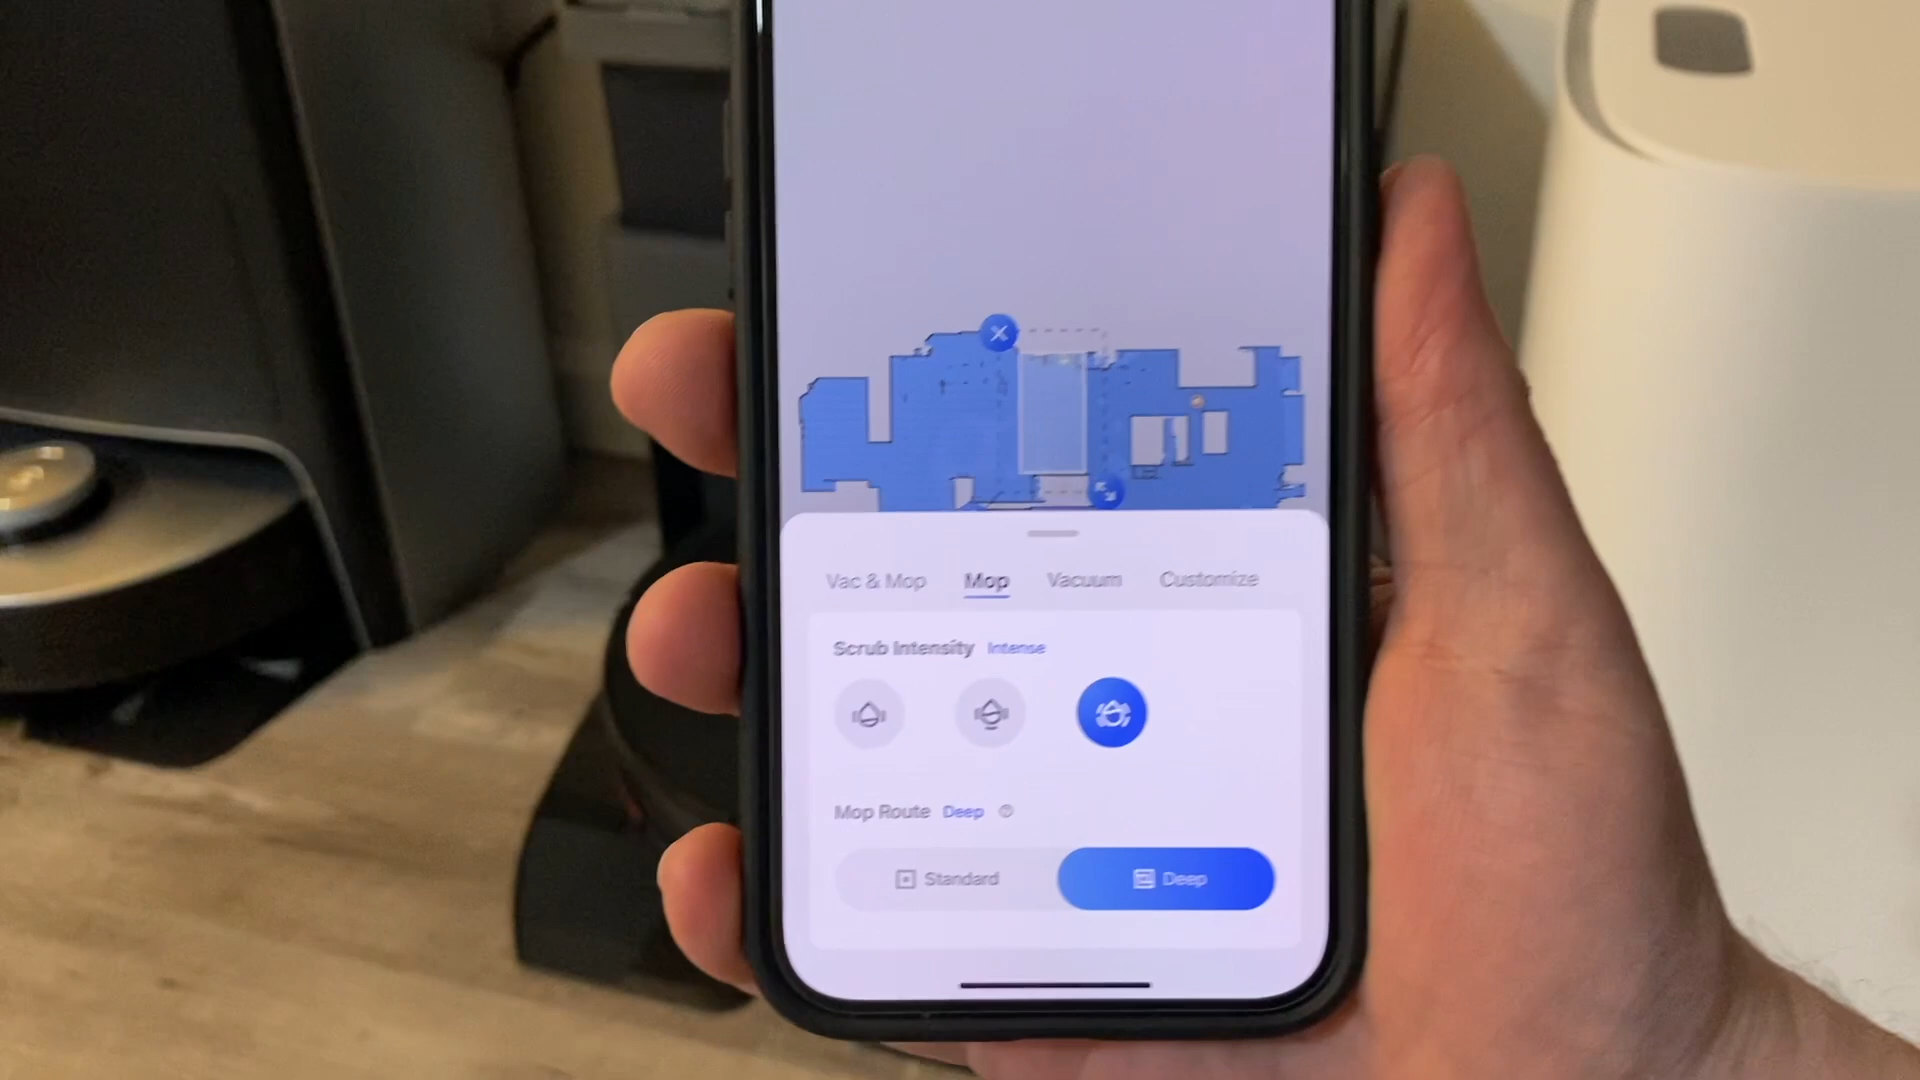 Vac & Mop Mop Vacuum Customize
Scrub Intensity Intense
Mop Route Deep
Standard Deep